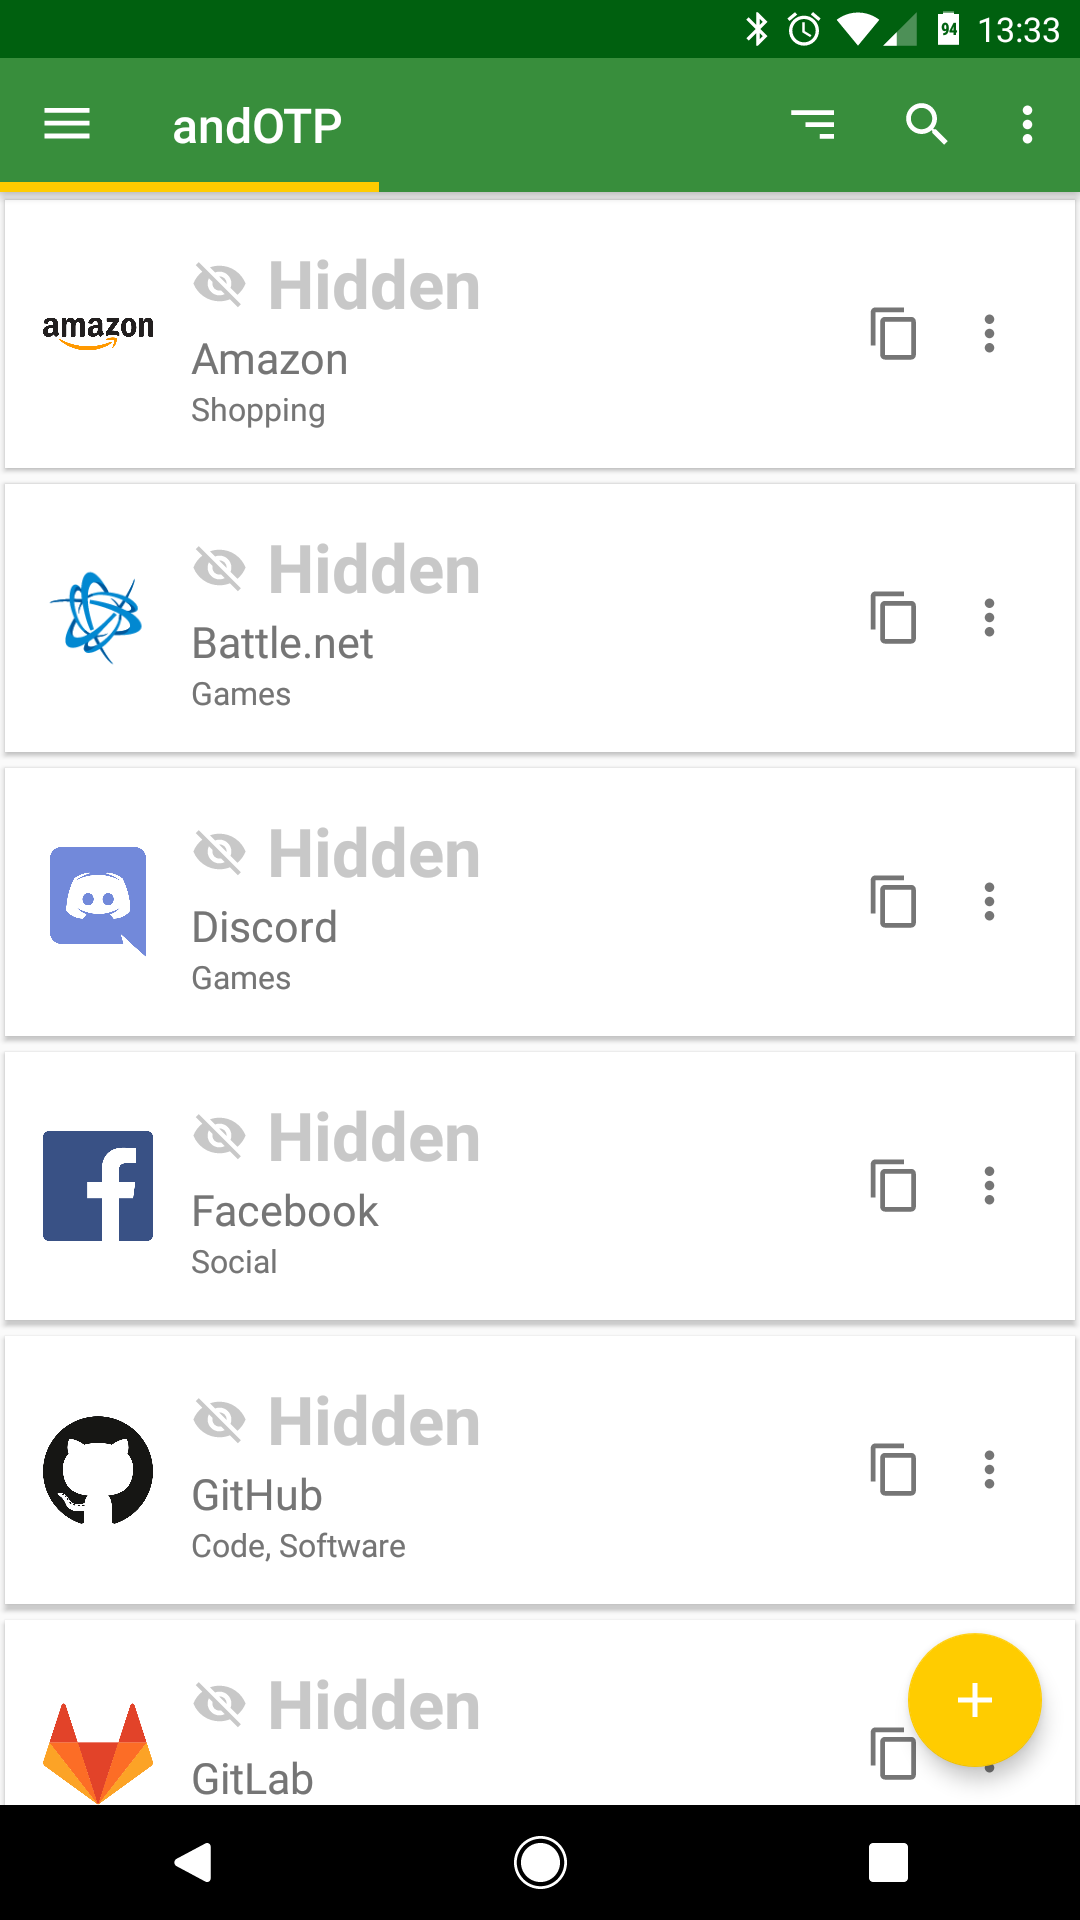 94 13:33
andOTP
Hidden
amazon
Amazon
Shopping
Hidden
Battle.net
Games
Hidden
Discord
Games
Hidden
Facebook
Social
Hidden
GitHub
Code, Software
Hidden
GitLab